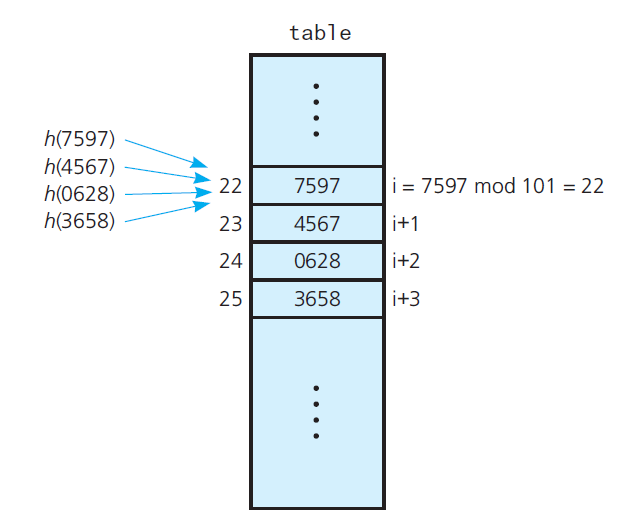 table
h(7597)
h(4567)
h(0628)
h(3658)
22 7597 i = 7597 mod 101 = 22
23 4567 i+1
24 0628 i+2
25 3658 i+3